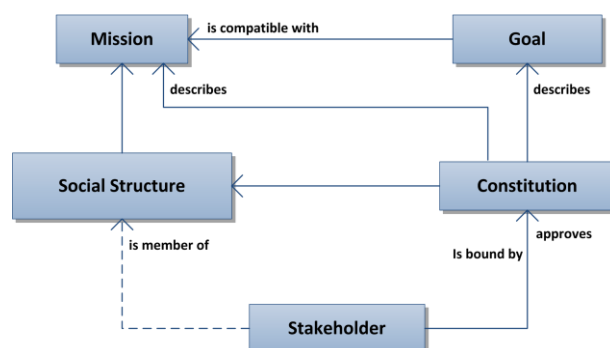 Mission
is compatible with
Goal
describes
describes
Social Structure
Constitution
is member of
Is bound by
approves
Stakeholder